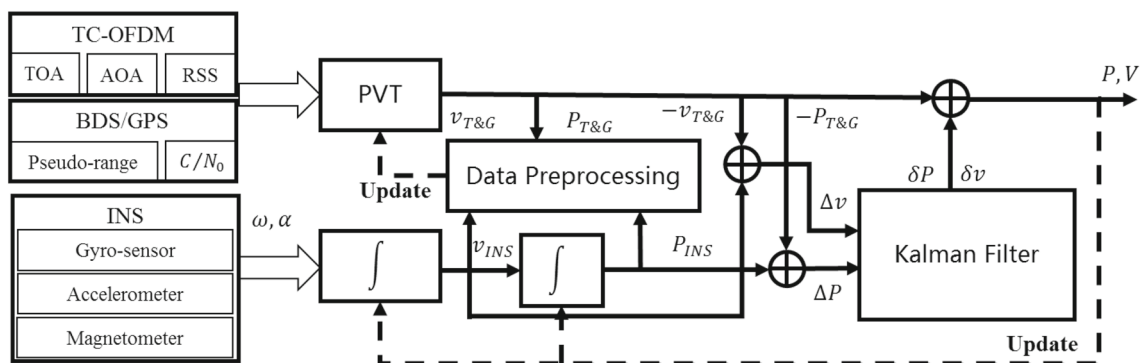 TC-OFDM
TOA AOA RSS
BDS/GPS
Pseudo-range C/N₀
INS
Gyro-sensor
Accelerometer
Magnetometer
ω, α
PVT
v_{T&G} P_{T&G} −v_{T&G} −P_{T&G}
P, V
Update
Data Preprocessing
∫
v_{INS}
∫
P_{INS}
Δv
ΔP
δP δv
Kalman Filter
Update